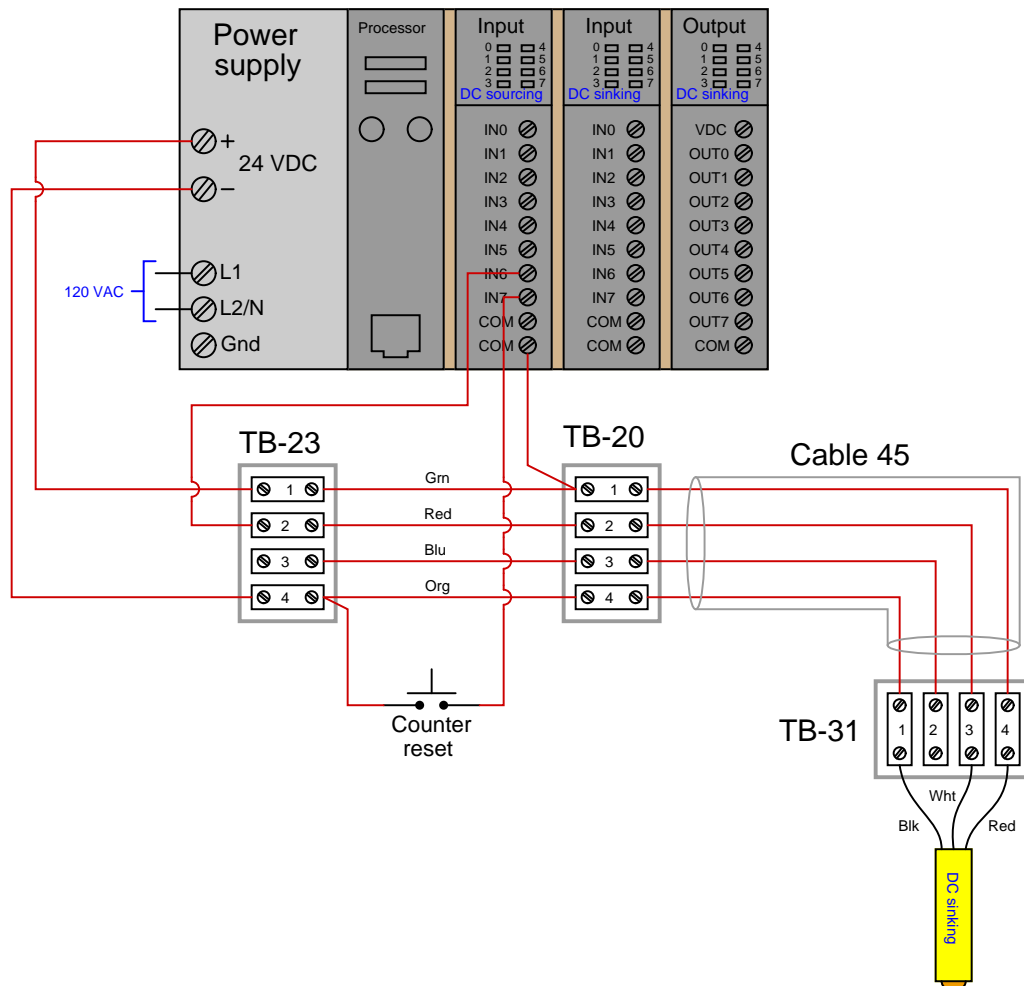 Power
supply
+
24 VDC
−
120 VAC
L1
L2/N
Gnd
Processor
Input
0 4
1 5
2 6
3 7
DC sourcing
IN0
IN1
IN2
IN3
IN4
IN5
IN6
IN7
COM
COM
Input
0 4
1 5
2 6
3 7
DC sinking
IN0
IN1
IN2
IN3
IN4
IN5
IN6
IN7
COM
COM
Output
0 4
1 5
2 6
3 7
DC sinking
VDC
OUT0
OUT1
OUT2
OUT3
OUT4
OUT5
OUT6
OUT7
COM
TB-23
1
2
3
4
Grn
Red
Blu
Org
TB-20
1
2
3
4
Cable 45
Counter
reset
TB-31
1 2 3 4
Blk
Wht
Red
DC sinking